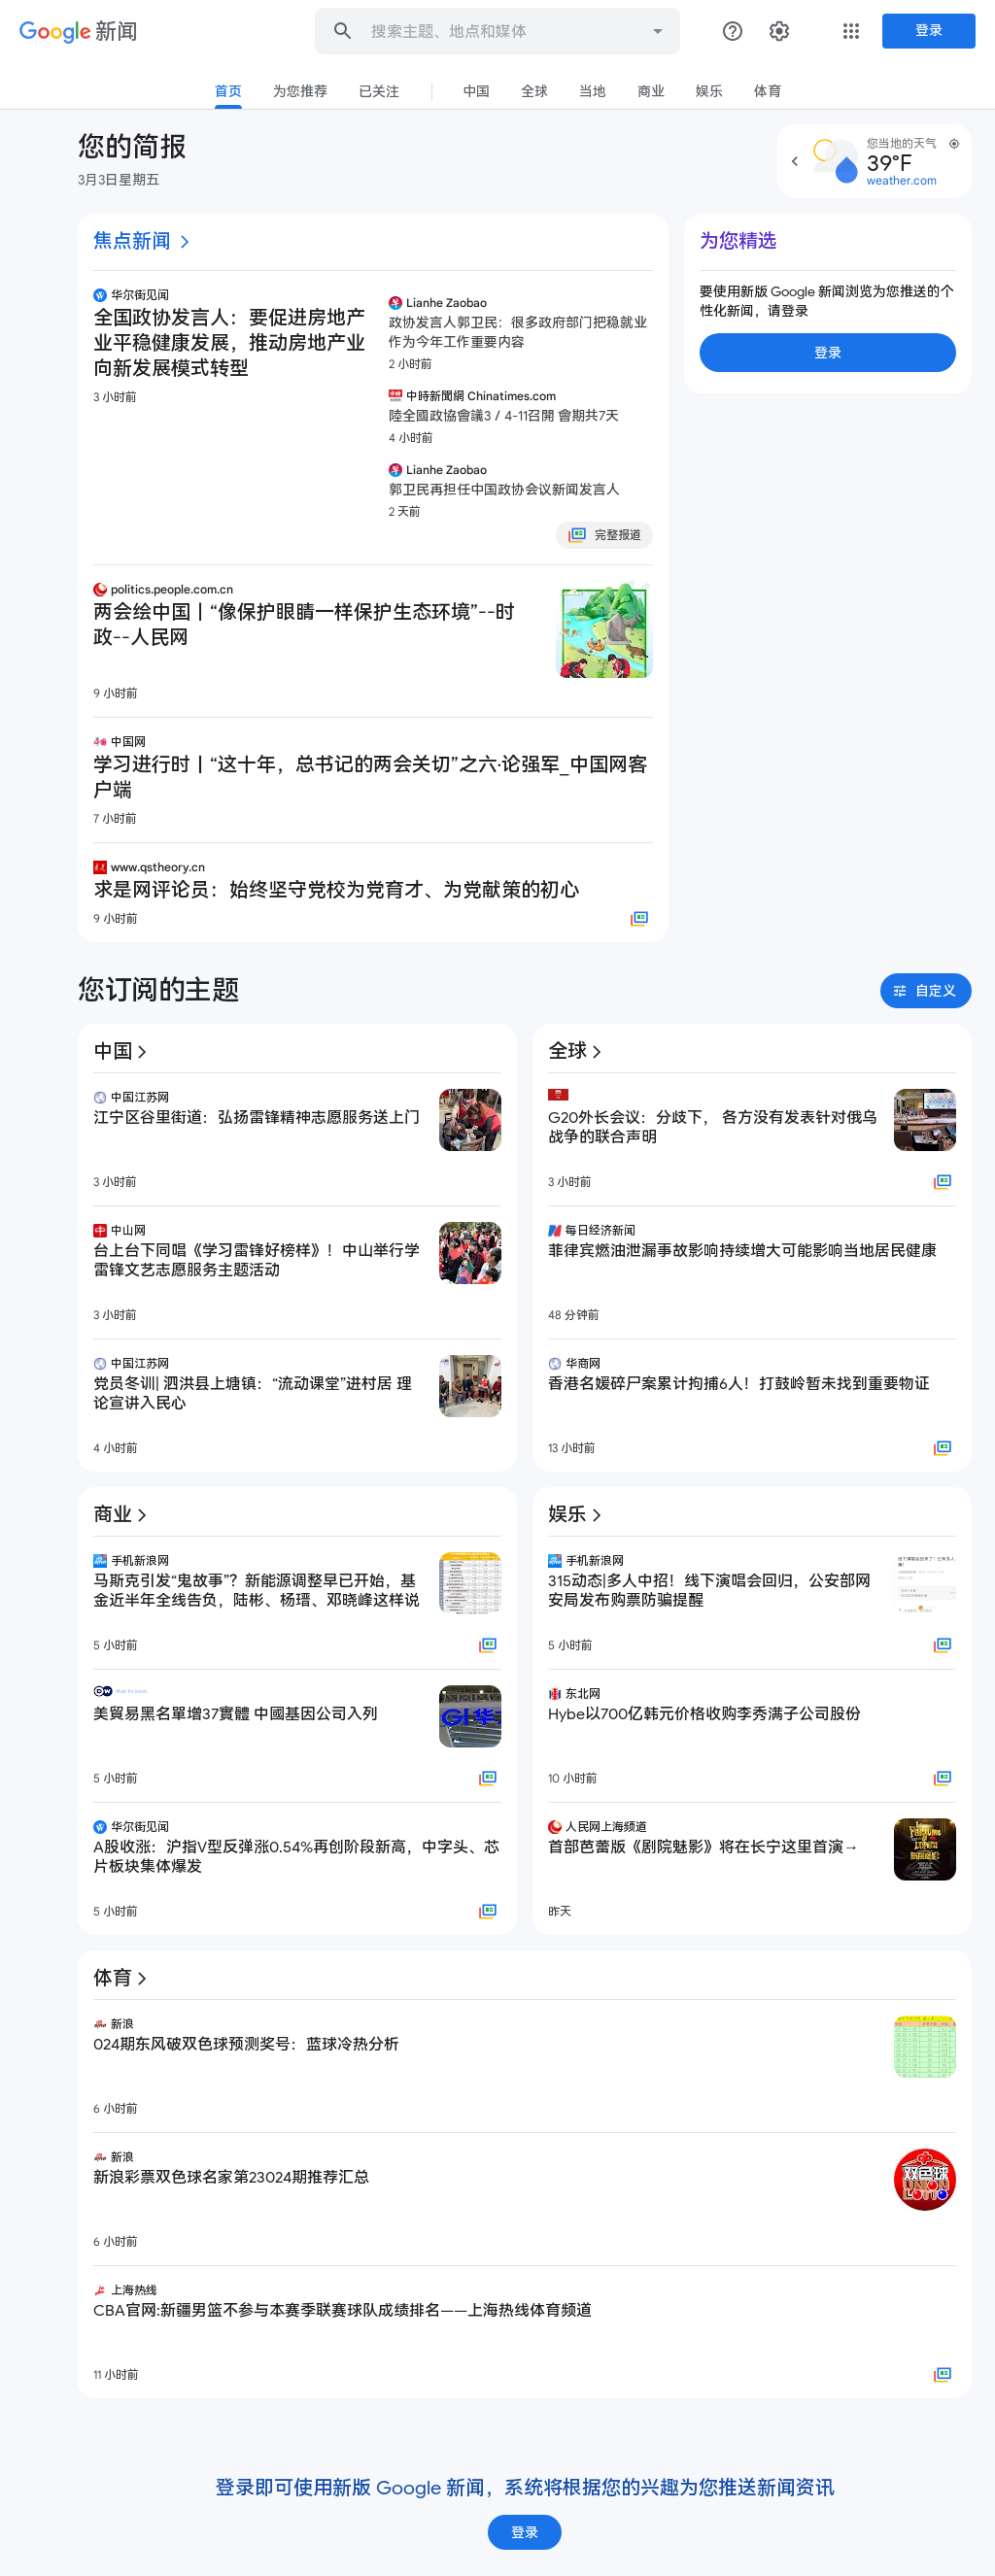 Google 新闻
搜索主题、地点和媒体
登录
首页
为您推荐
已关注
中国
全球
当地
商业
娱乐
体育
您的简报
3月3日星期五
您当地的天气
39°F
weather.com
焦点新闻
华尔街见闻
全国政协发言人：要促进房地产
业平稳健康发展，推动房地产业
向新发展模式转型
3 小时前
Lianhe Zaobao
政协发言人郭卫民：很多政府部门把稳就业
作为今年工作重要内容
2 小时前
中時新聞網 Chinatimes.com
陸全國政協會議3 / 4-11召開 會期共7天
4 小时前
Lianhe Zaobao
郭卫民再担任中国政协会议新闻发言人
2 天前
完整报道
为您精选
要使用新版 Google 新闻浏览为您推送的个
性化新闻，请登录
登录
politics.people.com.cn
两会绘中国丨“像保护眼睛一样保护生态环境”--时
政--人民网
9 小时前
中国网
学习进行时丨“这十年，总书记的两会关切”之六·论强军_中国网客
户端
7 小时前
www.qstheory.cn
求是网评论员：始终坚守党校为党育才、为党献策的初心
9 小时前
您订阅的主题
自定义
中国
中国江苏网
江宁区谷里街道：弘扬雷锋精神志愿服务送上门
3 小时前
中山网
台上台下同唱《学习雷锋好榜样》！中山举行学
雷锋文艺志愿服务主题活动
3 小时前
中国江苏网
党员冬训| 泗洪县上塘镇：“流动课堂”进村居 理
论宣讲入民心
4 小时前
全球
G20外长会议：分歧下， 各方没有发表针对俄乌
战争的联合声明
3 小时前
每日经济新闻
菲律宾燃油泄漏事故影响持续增大可能影响当地居民健康
48 分钟前
华商网
香港名媛碎尸案累计拘捕6人！打鼓岭暂未找到重要物证
13 小时前
商业
手机新浪网
马斯克引发“鬼故事”？新能源调整早已开始，基
金近半年全线告负，陆彬、杨瑨、邓晓峰这样说
5 小时前
DW
美貿易黑名單增37實體 中國基因公司入列
5 小时前
华尔街见闻
A股收涨：沪指V型反弹涨0.54%再创阶段新高，中字头、芯
片板块集体爆发
5 小时前
娱乐
手机新浪网
315动态|多人中招！线下演唱会回归，公安部网
安局发布购票防骗提醒
5 小时前
东北网
Hybe以700亿韩元价格收购李秀满子公司股份
10 小时前
人民网上海频道
首部芭蕾版《剧院魅影》将在长宁这里首演→
昨天
体育
新浪
024期东风破双色球预测奖号：蓝球冷热分析
6 小时前
新浪
新浪彩票双色球名家第23024期推荐汇总
双色球
UNION
LOTTO
6 小时前
上海热线
CBA官网:新疆男篮不参与本赛季联赛球队成绩排名——上海热线体育频道
11 小时前
登录即可使用新版 Google 新闻，系统将根据您的兴趣为您推送新闻资讯
登录